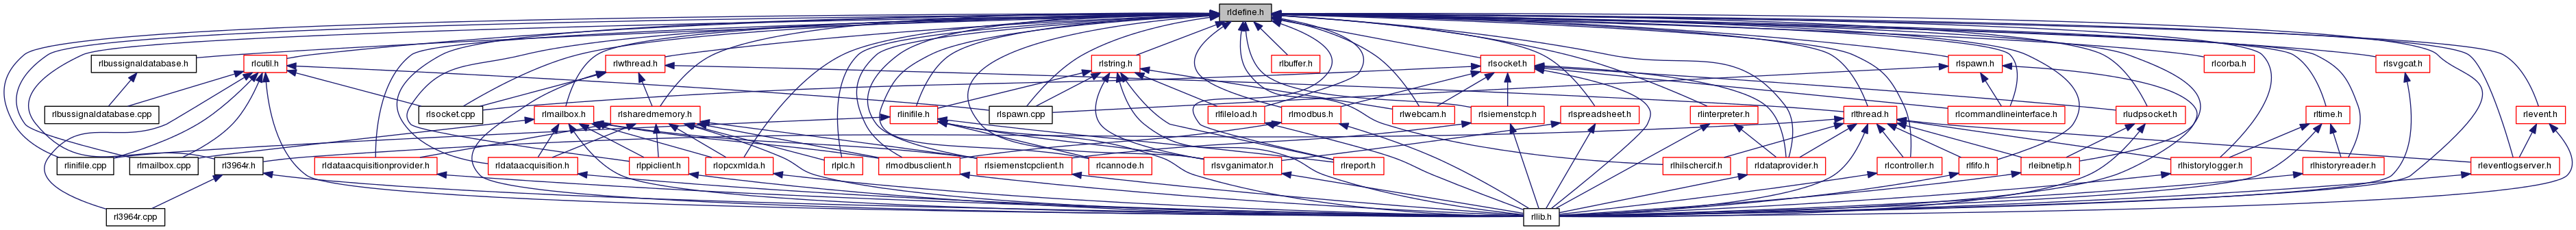 rldefine.h
rlbussignaldatabase.h
rlcutil.h
rlwthread.h
rlstring.h
rlbuffer.h
rlsocket.h
rlspawn.h
rlcorba.h
rlsvgcat.h
rlbussignaldatabase.cpp
rlsocket.cpp
rlmailbox.h
rlsharedmemory.h
rlinifile.h
rlspawn.cpp
rlfileload.h
rlmodbus.h
rlwebcam.h
rlsiemenstcp.h
rlspreadsheet.h
rlinterpreter.h
rlthread.h
rlcommandlineinterface.h
rludpsocket.h
rltime.h
rlevent.h
rlinifile.cpp
rlmailbox.cpp
rl3964r.h
rldataacquisitionprovider.h
rldataacquisition.h
rlppiclient.h
rlopcxmlda.h
rlplc.h
rlmodbusclient.h
rlsiemenstcpclient.h
rlcannode.h
rlsvganimator.h
rlreport.h
rlhilschercif.h
rldataprovider.h
rlcontroller.h
rlfifo.h
rleibnetip.h
rlhistorylogger.h
rlhistoryreader.h
rleventlogserver.h
rl3964r.cpp
rllib.h